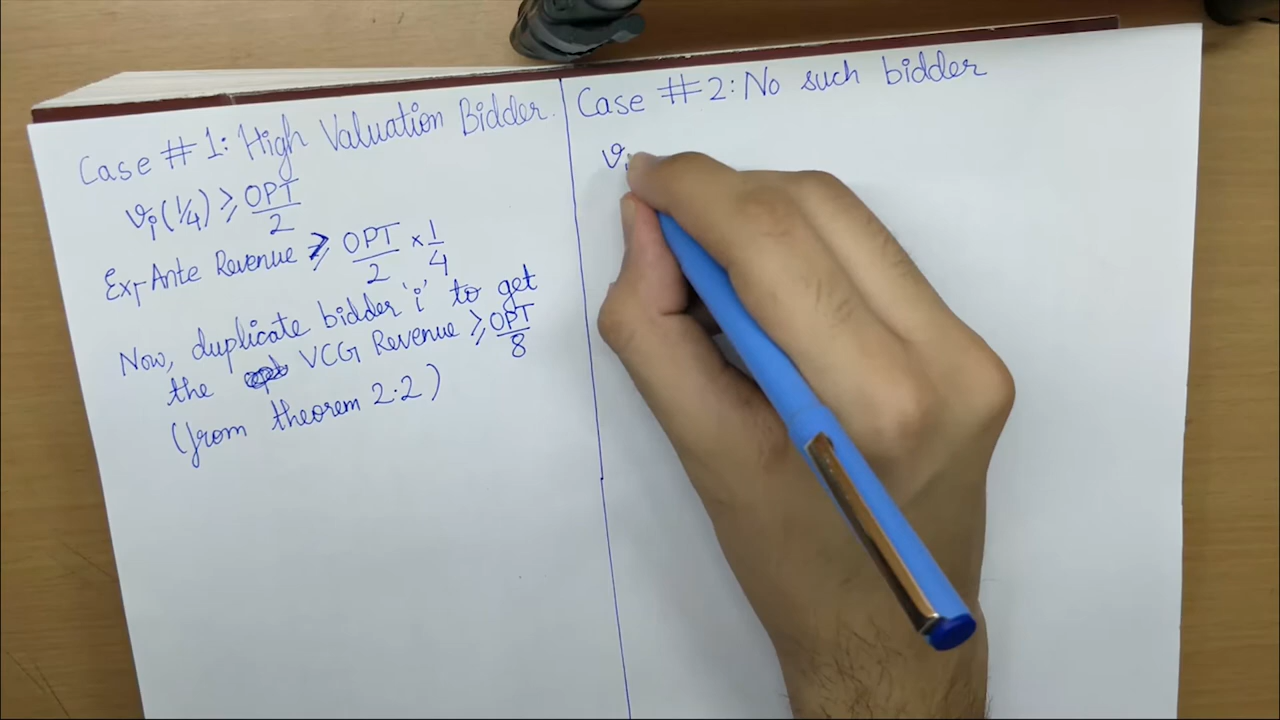 Case # 1: High Valuation Bidder.
vᵢ(1/4) ≥ OPT/2
Ex-Ante Revenue ≥ OPT/2 × 1/4
Now, duplicate bidder 'i' to get
the VCG Revenue ≥ OPT/8
(from theorem 2.2)
Case # 2: No such bidder
vᵢ